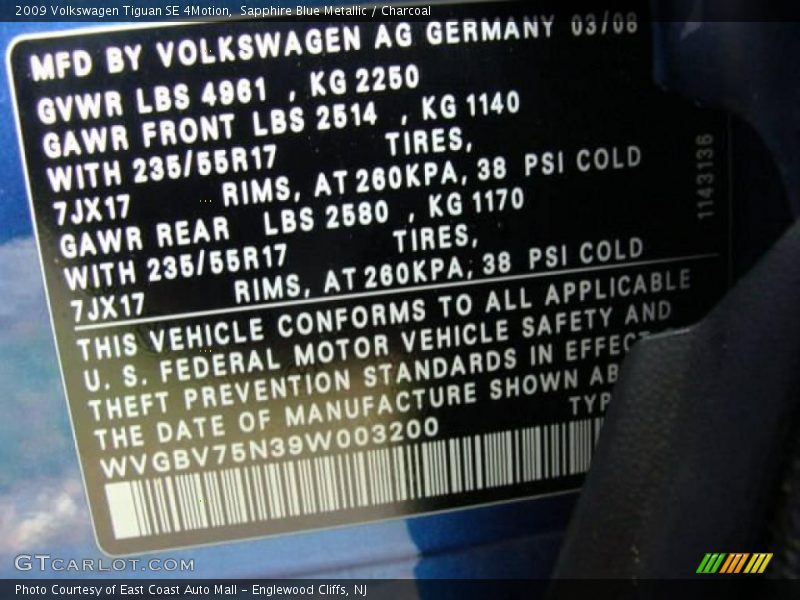 2009 Volkswagen Tiguan SE 4Motion, Sapphire Blue Metallic / Charcoal
MFD BY VOLKSWAGEN AG GERMANY 03/08
GVWR LBS 4961 , KG 2250
GAWR FRONT LBS 2514 , KG 1140
WITH 235/55R17 TIRES,
7JX17 RIMS, AT 260KPA, 38 PSI COLD
GAWR REAR LBS 2580 , KG 1170
WITH 235/55R17 TIRES,
7JX17 RIMS, AT 260KPA, 38 PSI COLD
1143136
THIS VEHICLE CONFORMS TO ALL APPLICABLE
U. S. FEDERAL MOTOR VEHICLE SAFETY AND
THEFT PREVENTION STANDARDS IN EFFECT
THE DATE OF MANUFACTURE SHOWN AB
WVGBV75N39W003200 TYP
GTCARLOT.COM
Photo Courtesy of East Coast Auto Mall - Englewood Cliffs, NJ